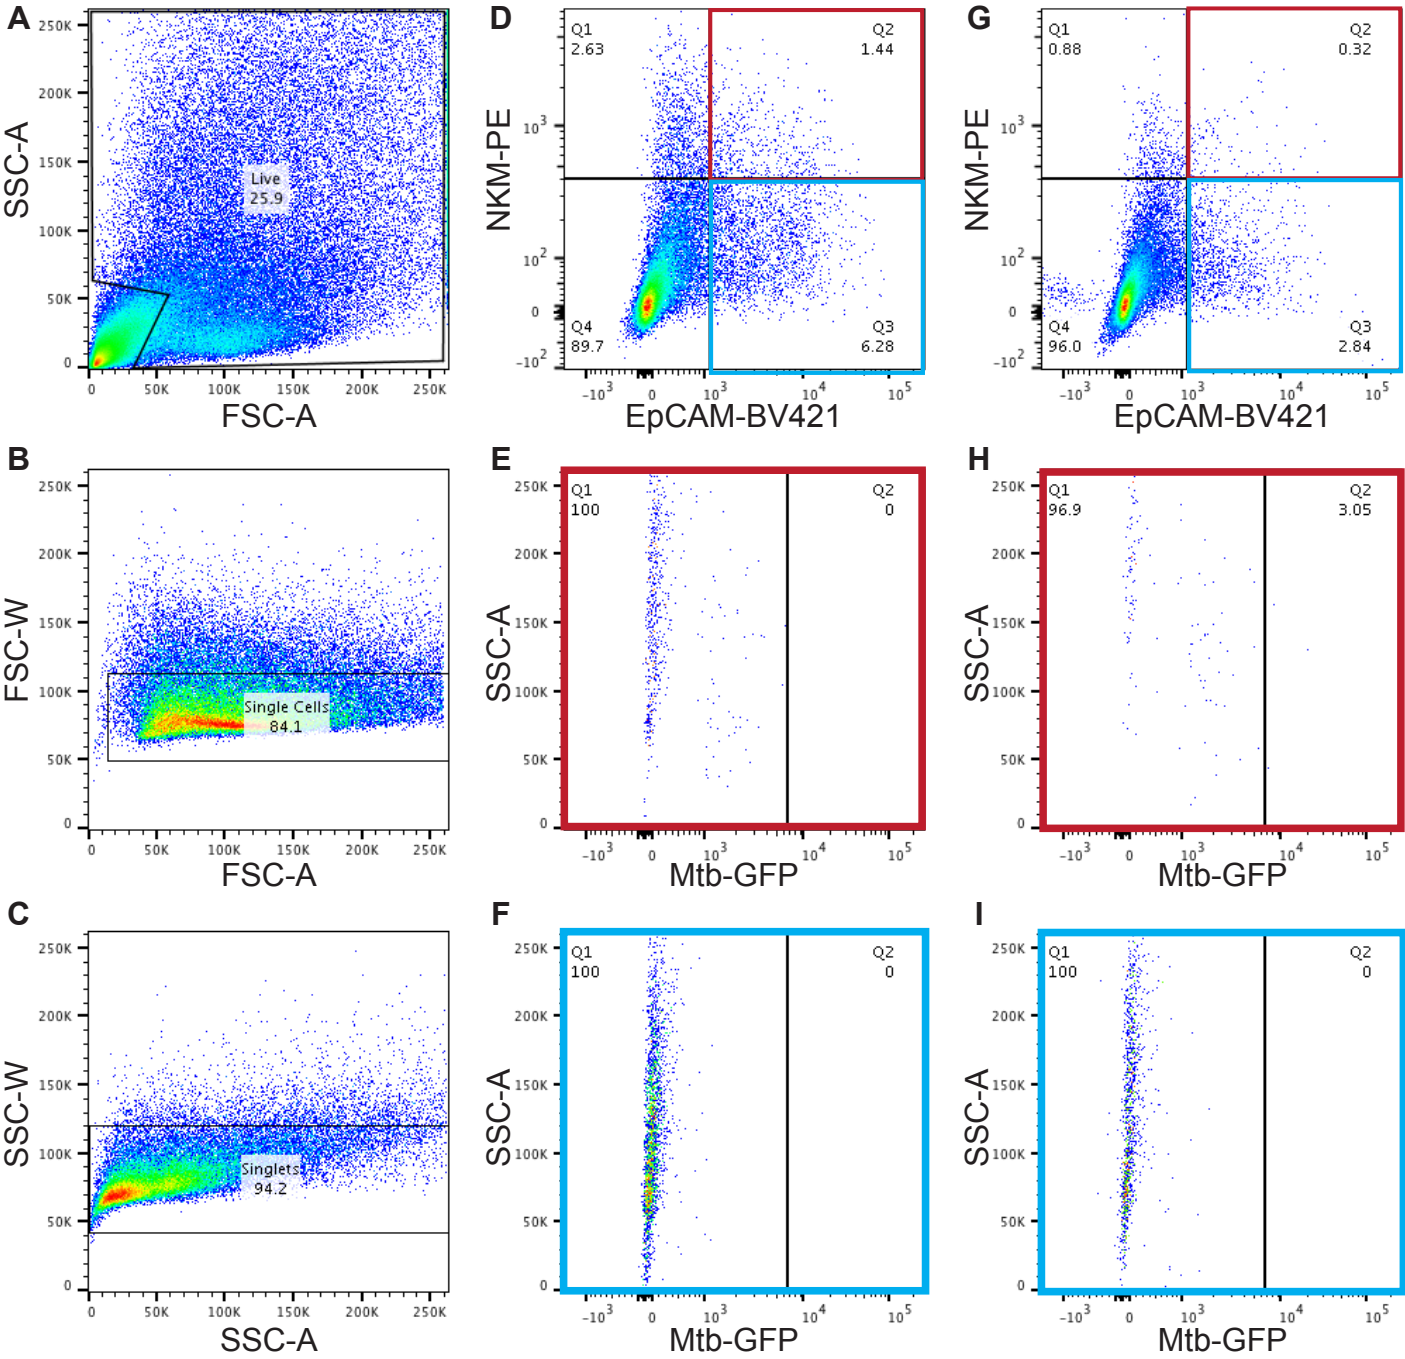 A
SSC-A
250K
200K
150K
100K
50K
0
Live
25.9
0 50K 100K 150K 200K 250K
FSC-A
D
NKM-PE
Q1
2.63
Q2
1.44
10³
10²
0
-10²
Q4
89.7
Q3
6.28
-10³ 0 10³ 10⁴ 10⁵
EpCAM-BV421
G
NKM-PE
Q1
0.88
Q2
0.32
10³
10²
0
-10²
Q4
96.0
Q3
2.84
-10³ 0 10³ 10⁴ 10⁵
EpCAM-BV421
B
FSC-W
250K
200K
150K
100K
50K
0
Single Cells
84.1
0 50K 100K 150K 200K 250K
FSC-A
E
SSC-A
250K
200K
150K
100K
50K
0
Q1
100
Q2
0
-10³ 0 10³ 10⁴ 10⁵
Mtb-GFP
H
SSC-A
250K
200K
150K
100K
50K
0
Q1
96.9
Q2
3.05
-10³ 0 10³ 10⁴ 10⁵
Mtb-GFP
C
SSC-W
250K
200K
150K
100K
50K
0
Singlets
94.2
0 50K 100K 150K 200K 250K
SSC-A
F
SSC-A
250K
200K
150K
100K
50K
0
Q1
100
Q2
0
-10³ 0 10³ 10⁴ 10⁵
Mtb-GFP
I
SSC-A
250K
200K
150K
100K
50K
0
Q1
100
Q2
0
-10³ 0 10³ 10⁴ 10⁵
Mtb-GFP